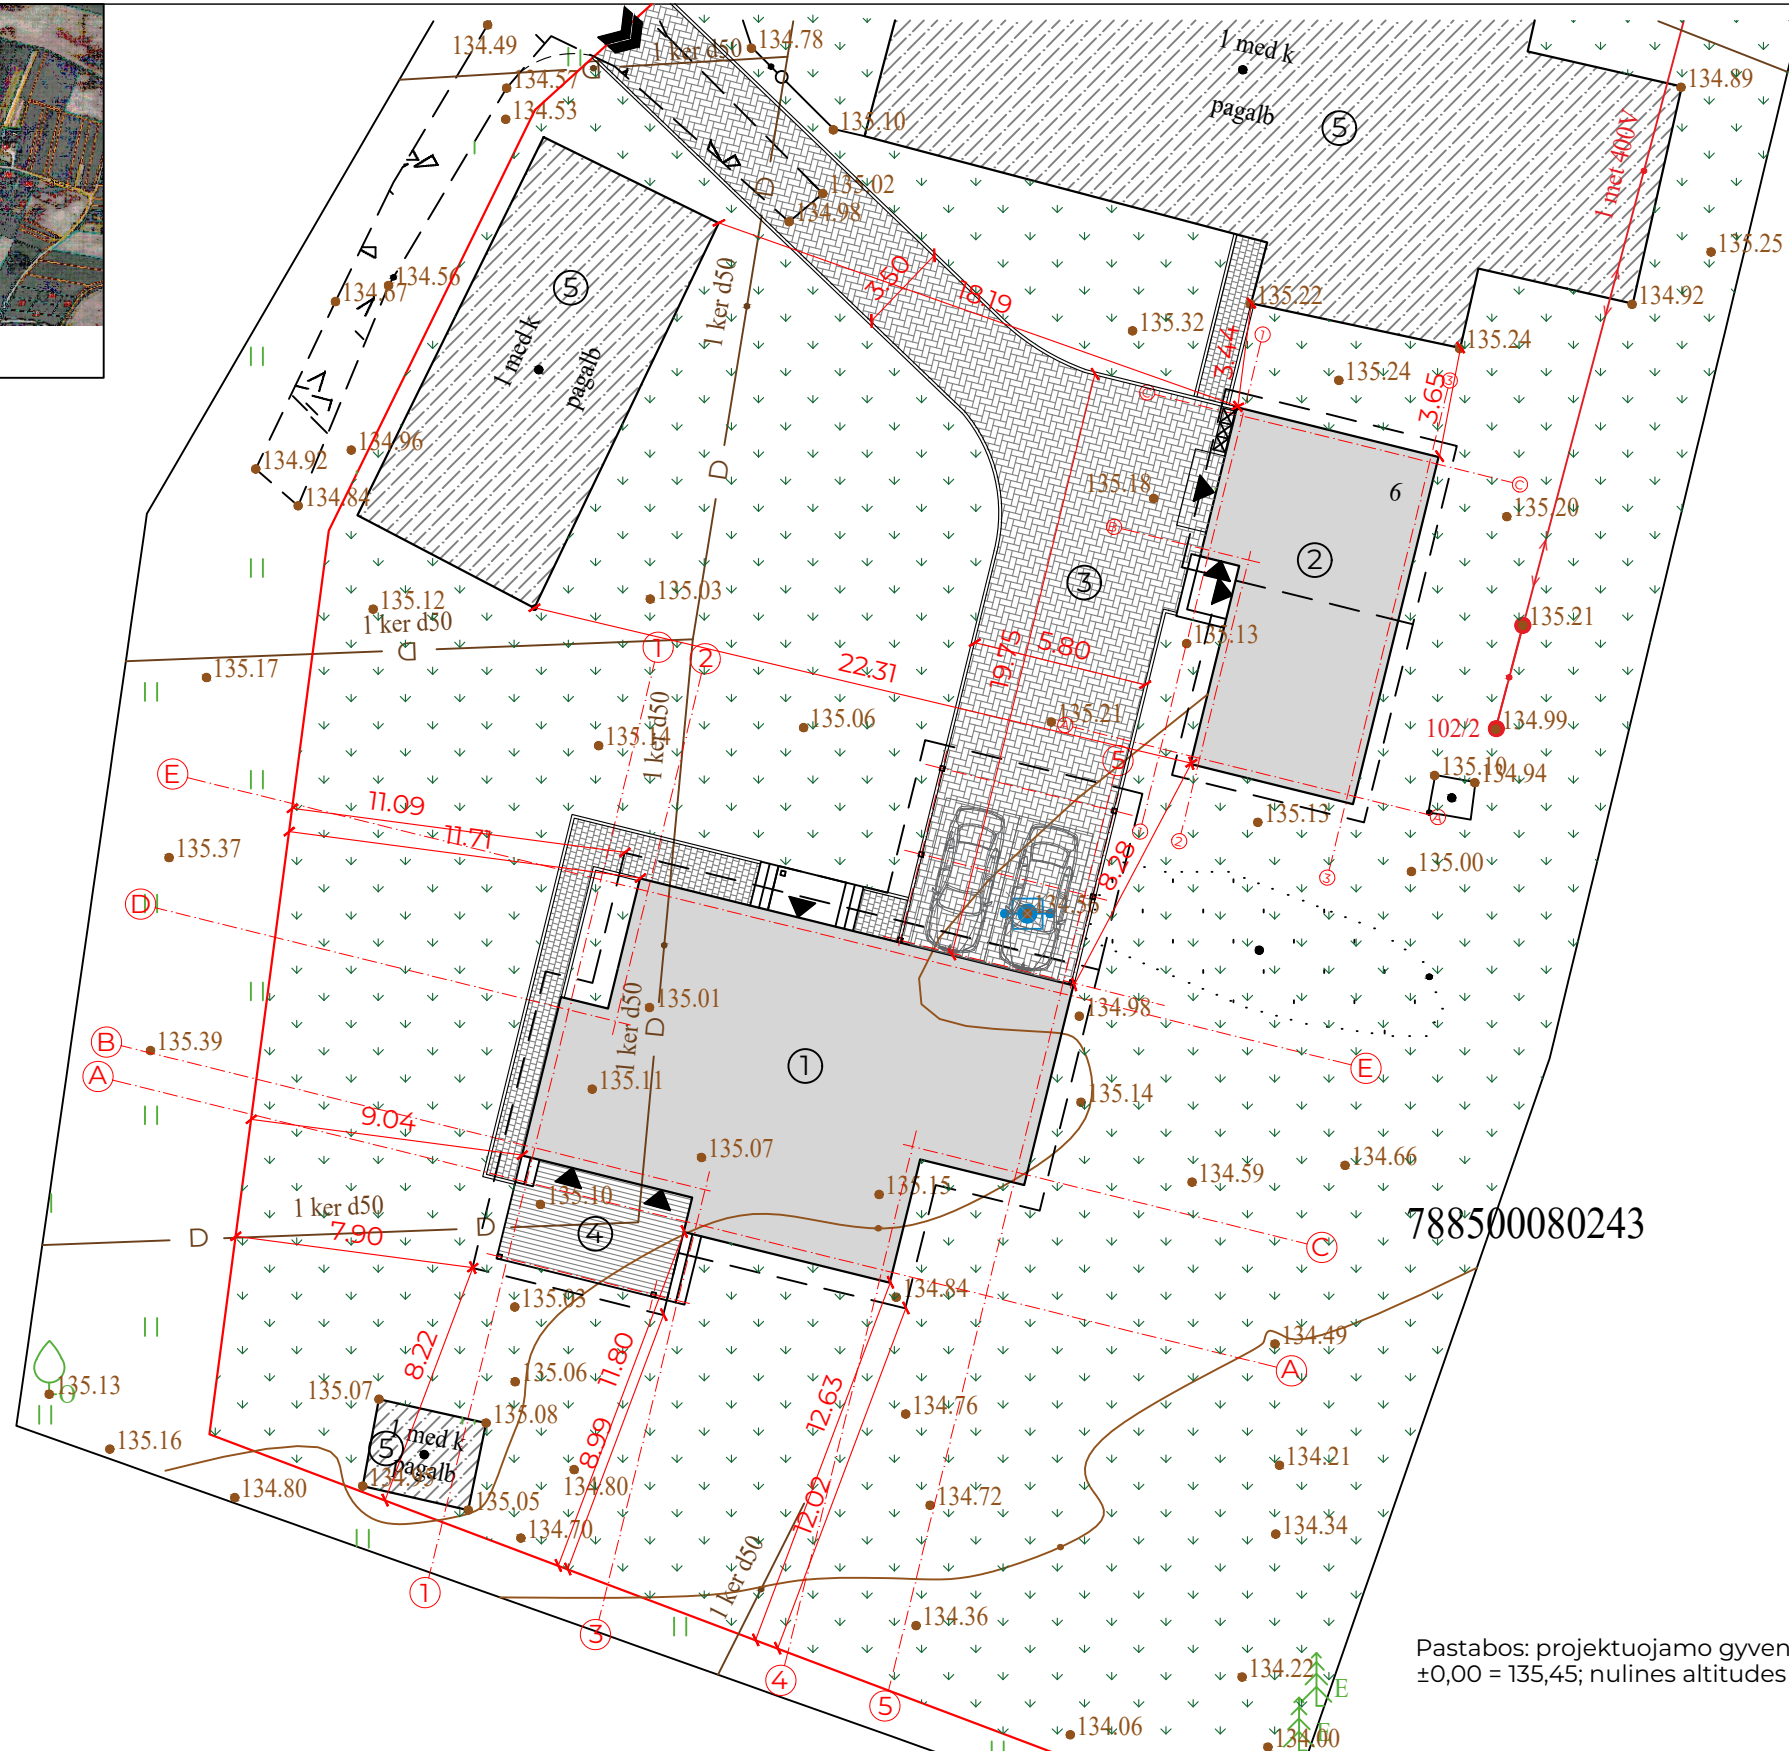 134.49
1 ker d50
134.78
1 med k
134.57
D
134.89
134.53
135.10
pagalb
5
1 met 400V
D
135.02
134.98
135.25
5
134.56
134.67
1 ker d50
3.50
18.19
135.22
134.92
135.32
1
3.44
135.24
1 med k
pagalb
135.24
3
3.65
C
134.96
134.92
D
135.18
C
6
134.84
B
135.20
2
3
135.03
135.12
1 ker d50
D
135.21
135.13
1
2
22.31
19.75
5.80
135.17
1 ker d50
135.06
135.21
A
102/2
134.99
135.14
5
E
135.10
134.94
11.09
A
11.71
135.13
1
2
135.37
8.28
135.00
3
D
134.56
1 ker d50
135.01
134.98
D
B
135.39
1
E
A
135.11
135.14
9.04
135.07
134.66
134.59
135.10
135.15
1 ker d50
D
D
4
788500080243
7.90
C
134.84
135.03
8.22
11.80
134.49
135.13
135.06
A
135.07
12.63
134.76
135.08
1 med k
5
pagalb
8.99
135.16
134.21
134.80
134.80
135.05
12.02
134.72
134.70
134.34
1 ker d50
1
134.36
3
Pastabos: projektuojamo gyven
±0,00 = 135,45; nulines altitudes
134.22
4
E
5
134.06
E
134.00